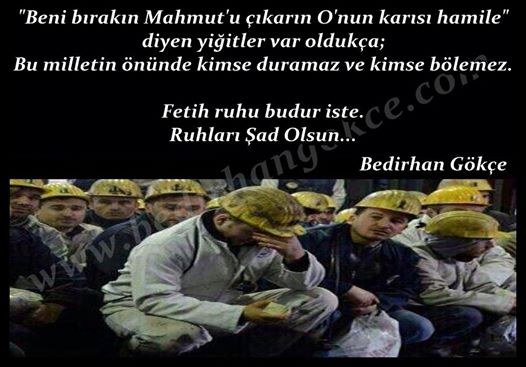 "Beni bırakın Mahmut'u çıkarın O'nun karısı hamile"
diyen yiğitler var oldukça;
Bu milletin önünde kimse duramaz ve kimse bölemez.
Fetih ruhu budur iste.
Ruhları Şad Olsun...
Bedirhan Gökçe
www.bedirhangokce.com